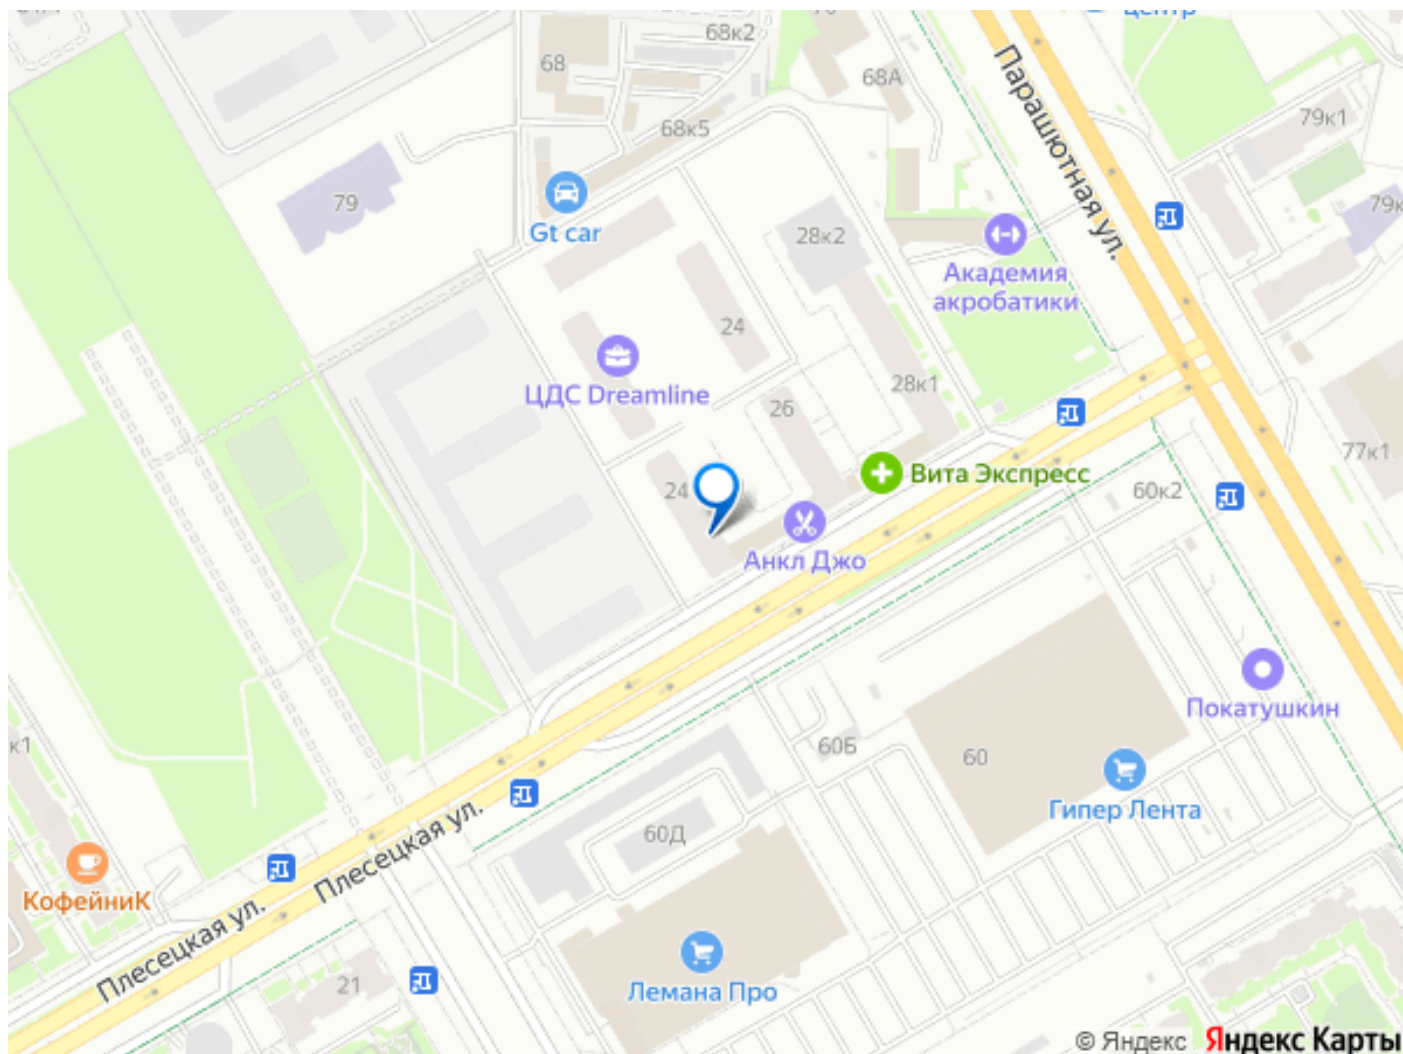 68к2
центр
68
68А
Парашютная ул.
79к1
68к5
79
79к
Gt car
28к2
Академия
акробатики
24
ЦДС Dreamline
28к1
26
77к1
Вита Экспресс
24
60к2
Анкл Джо
Покатушкин
к1
60Б
60
Гипер Лента
60Д
Плесецкая ул.
КофейниК
Плесецкая ул.
21
Лемана Про
© Яндекс Яндекс Карты